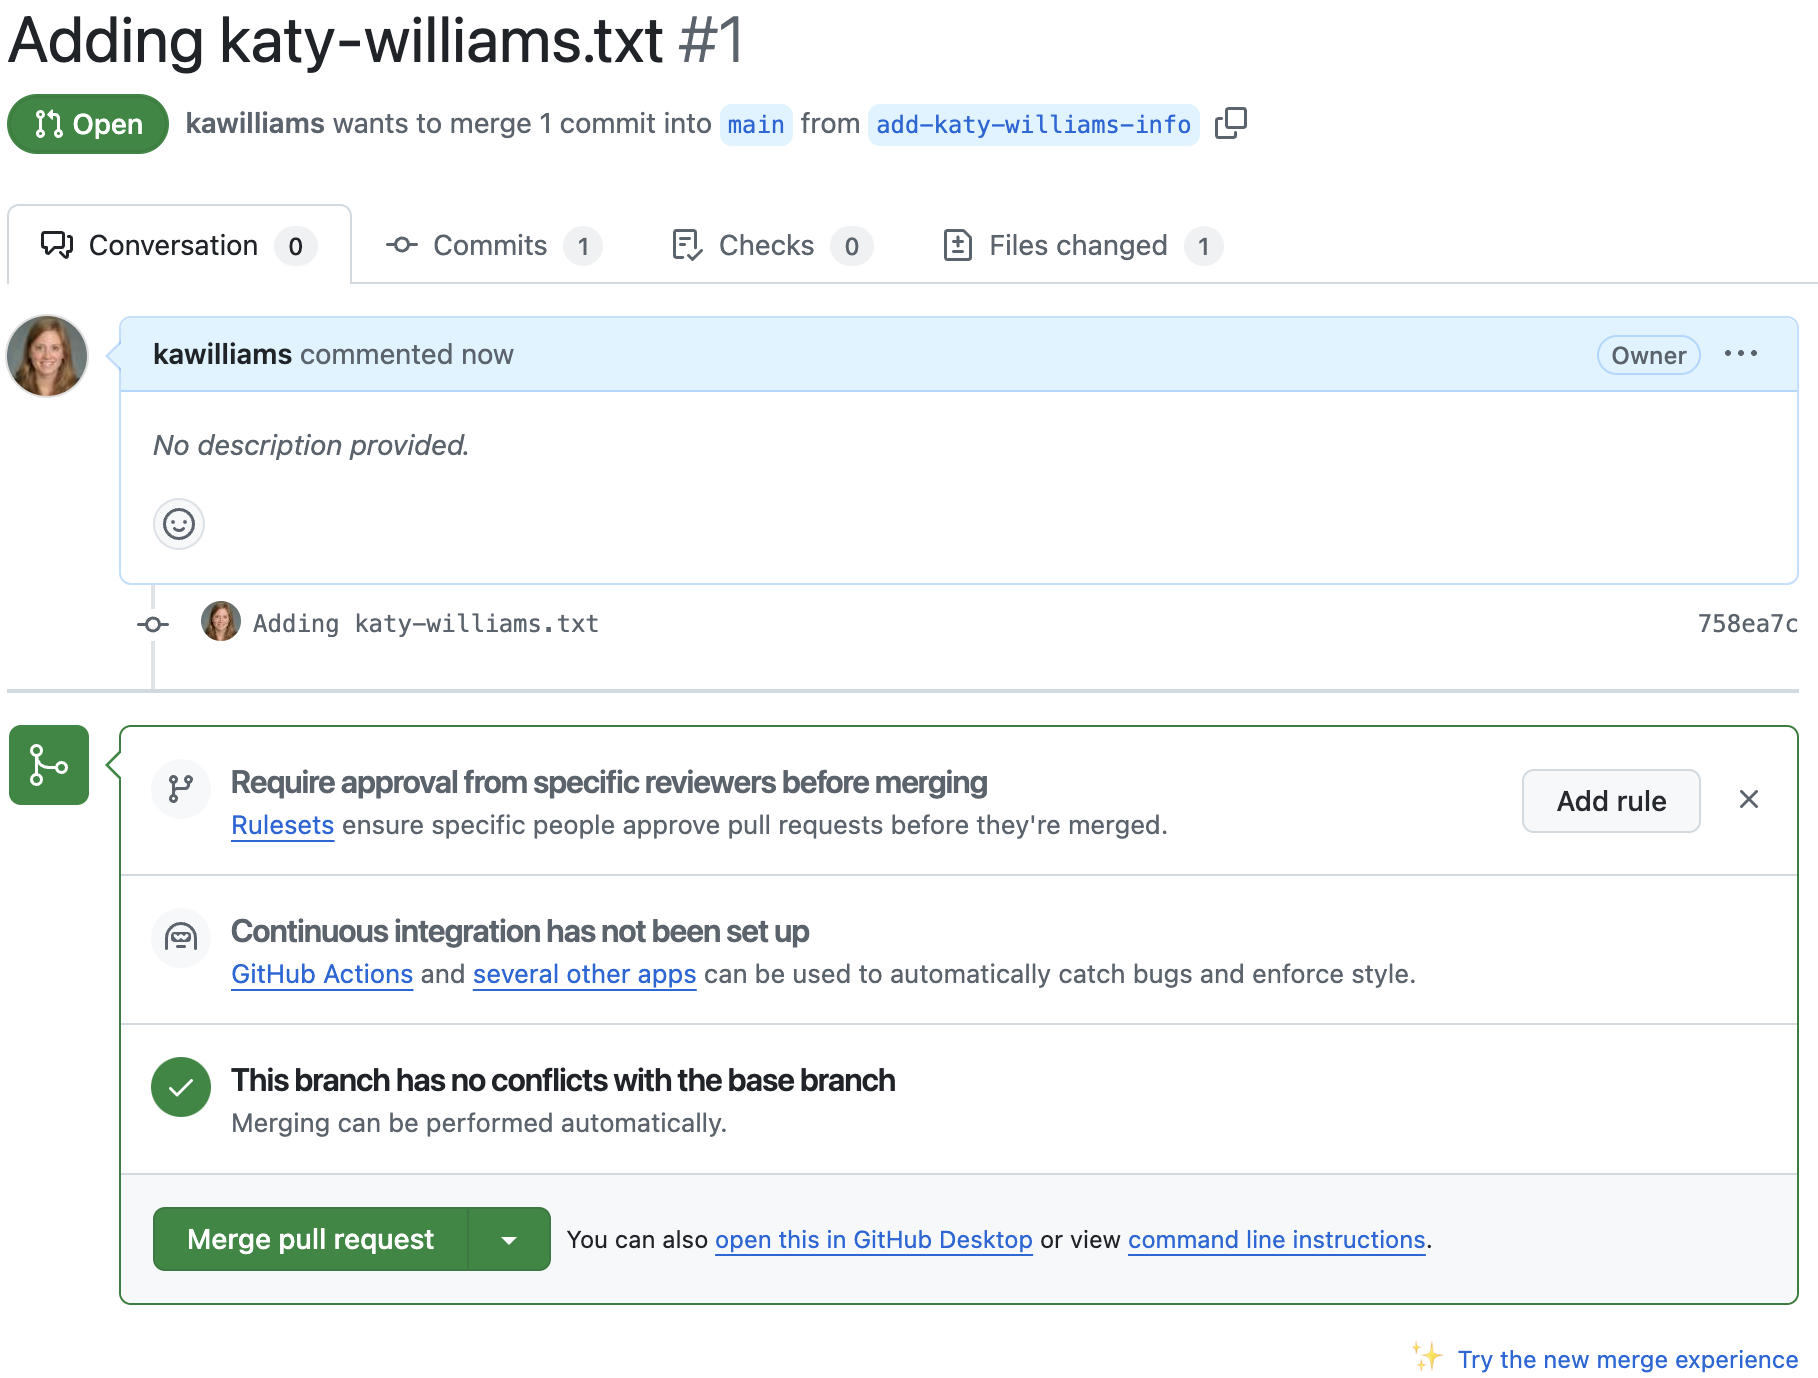 Adding katy-williams.txt #1
Open kawilliams wants to merge 1 commit into main from add-katy-williams-info
Conversation 0 Commits 1 Checks 0 Files changed 1
kawilliams commented now Owner
No description provided.
Adding katy-williams.txt 758ea7c
Require approval from specific reviewers before merging
Rulesets ensure specific people approve pull requests before they're merged.
Add rule
Continuous integration has not been set up
GitHub Actions and several other apps can be used to automatically catch bugs and enforce style.
This branch has no conflicts with the base branch
Merging can be performed automatically.
Merge pull request You can also open this in GitHub Desktop or view command line instructions.
Try the new merge experience